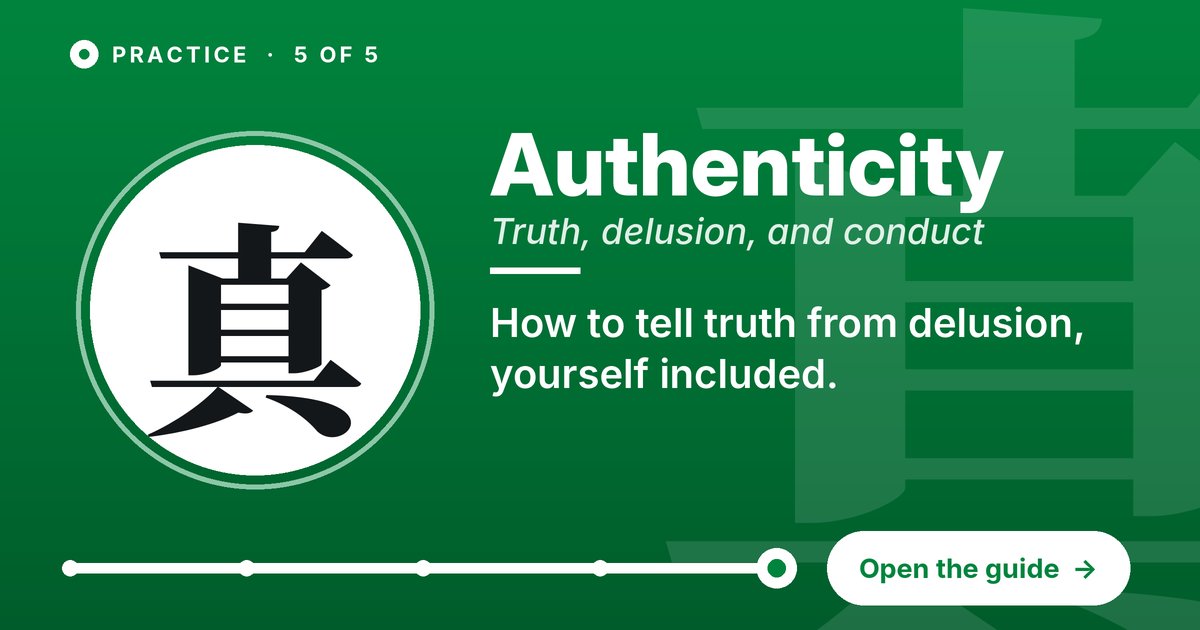 PRACTICE · 5 OF 5
真
Authenticity
Truth, delusion, and conduct
How to tell truth from delusion,
yourself included.
Open the guide →